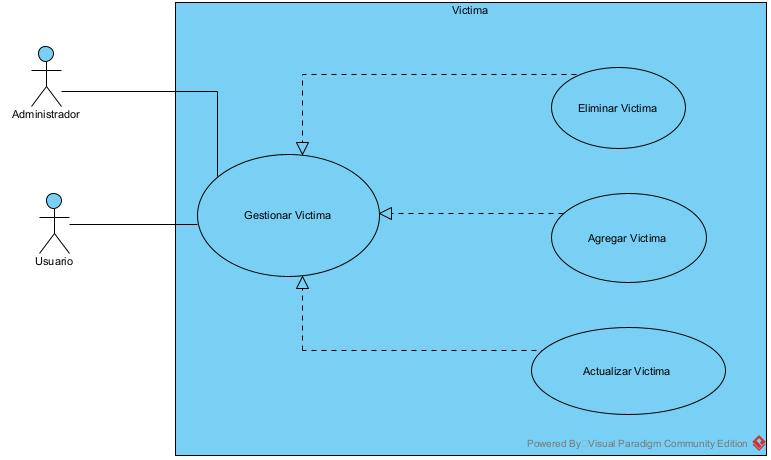 Victima
Administrador
Eliminar Victima
Gestionar Victima
Agregar Victima
Usuario
Actualizar Victima
Powered By Visual Paradigm Community Edition